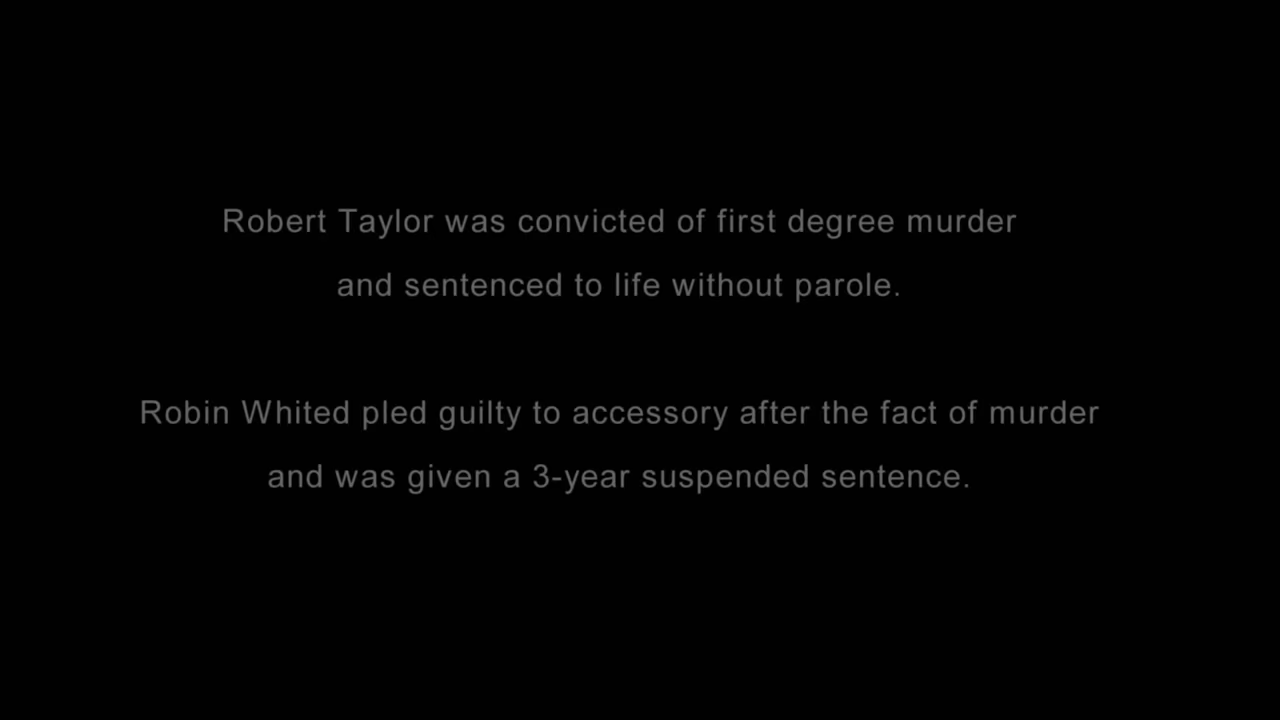 Robert Taylor was convicted of first degree murder
and sentenced to life without parole.
Robin Whited pled guilty to accessory after the fact of murder
and was given a 3-year suspended sentence.